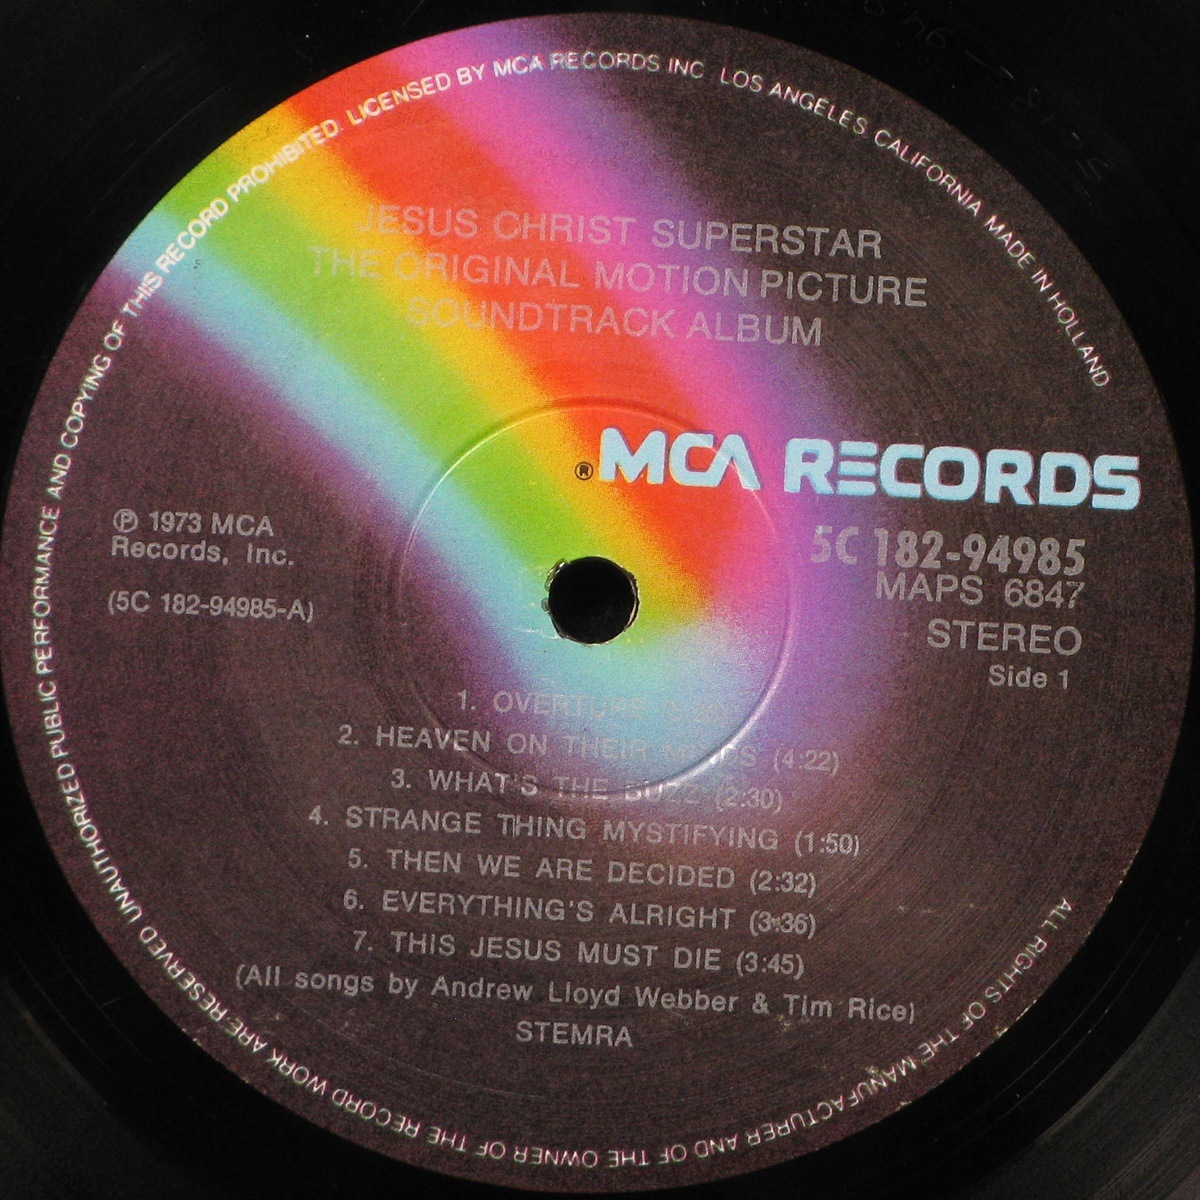 ALL RIGHTS OF THE MANUFACTURER AND OF THE OWNER OF THE RECORD WORK ARE RESERVED UNAUTHORIZED PUBLIC PERFORMANCE AND COPYING OF THIS RECORD PROHIBITED. LICENSED BY MCA RECORDS INC LOS ANGELES CALIFORNIA MADE IN HOLLAND
JESUS CHRIST SUPERSTAR
THE ORIGINAL MOTION PICTURE
SOUNDTRACK ALBUM
® MCA RECORDS
℗ 1973 MCA
Records, Inc.
(5C 182-94985-A)
5C 182-94985
MAPS 6847
STEREO
Side 1
1. OVERTURE
2. HEAVEN ON THEIR MINDS (4:22)
3. WHAT'S THE BUZZ (2:30)
4. STRANGE THING MYSTIFYING (1:50)
5. THEN WE ARE DECIDED (2:32)
6. EVERYTHING'S ALRIGHT (3:36)
7. THIS JESUS MUST DIE (3:45)
(All songs by Andrew Lloyd Webber & Tim Rice)
STEMRA